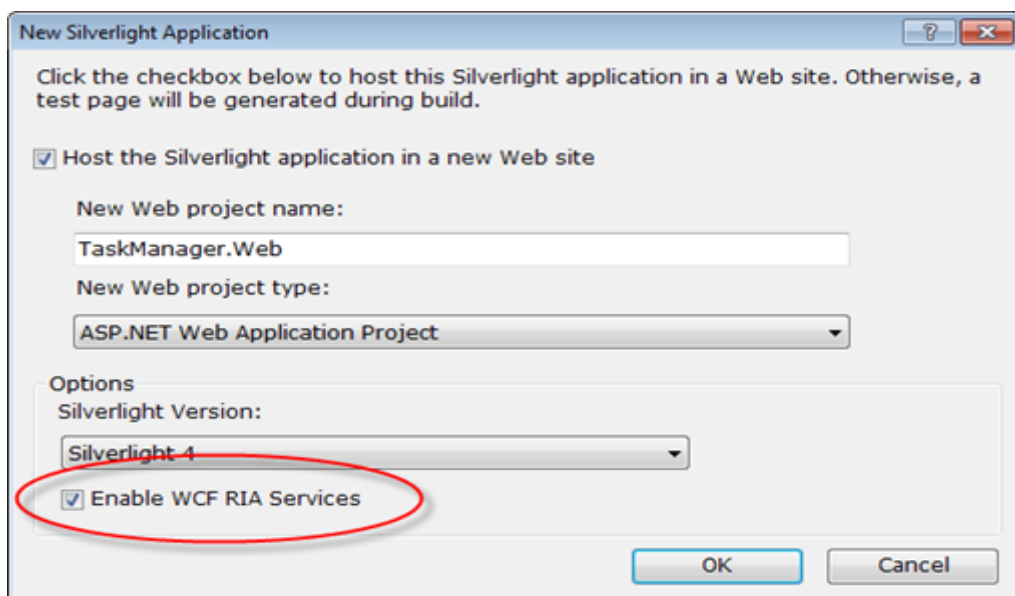 New Silverlight Application
Click the checkbox below to host this Silverlight application in a Web site. Otherwise, a
test page will be generated during build.
Host the Silverlight application in a new Web site
New Web project name:
TaskManager.Web
New Web project type:
ASP.NET Web Application Project
Options
Silverlight Version:
Silverlight 4
Enable WCF RIA Services
OK Cancel